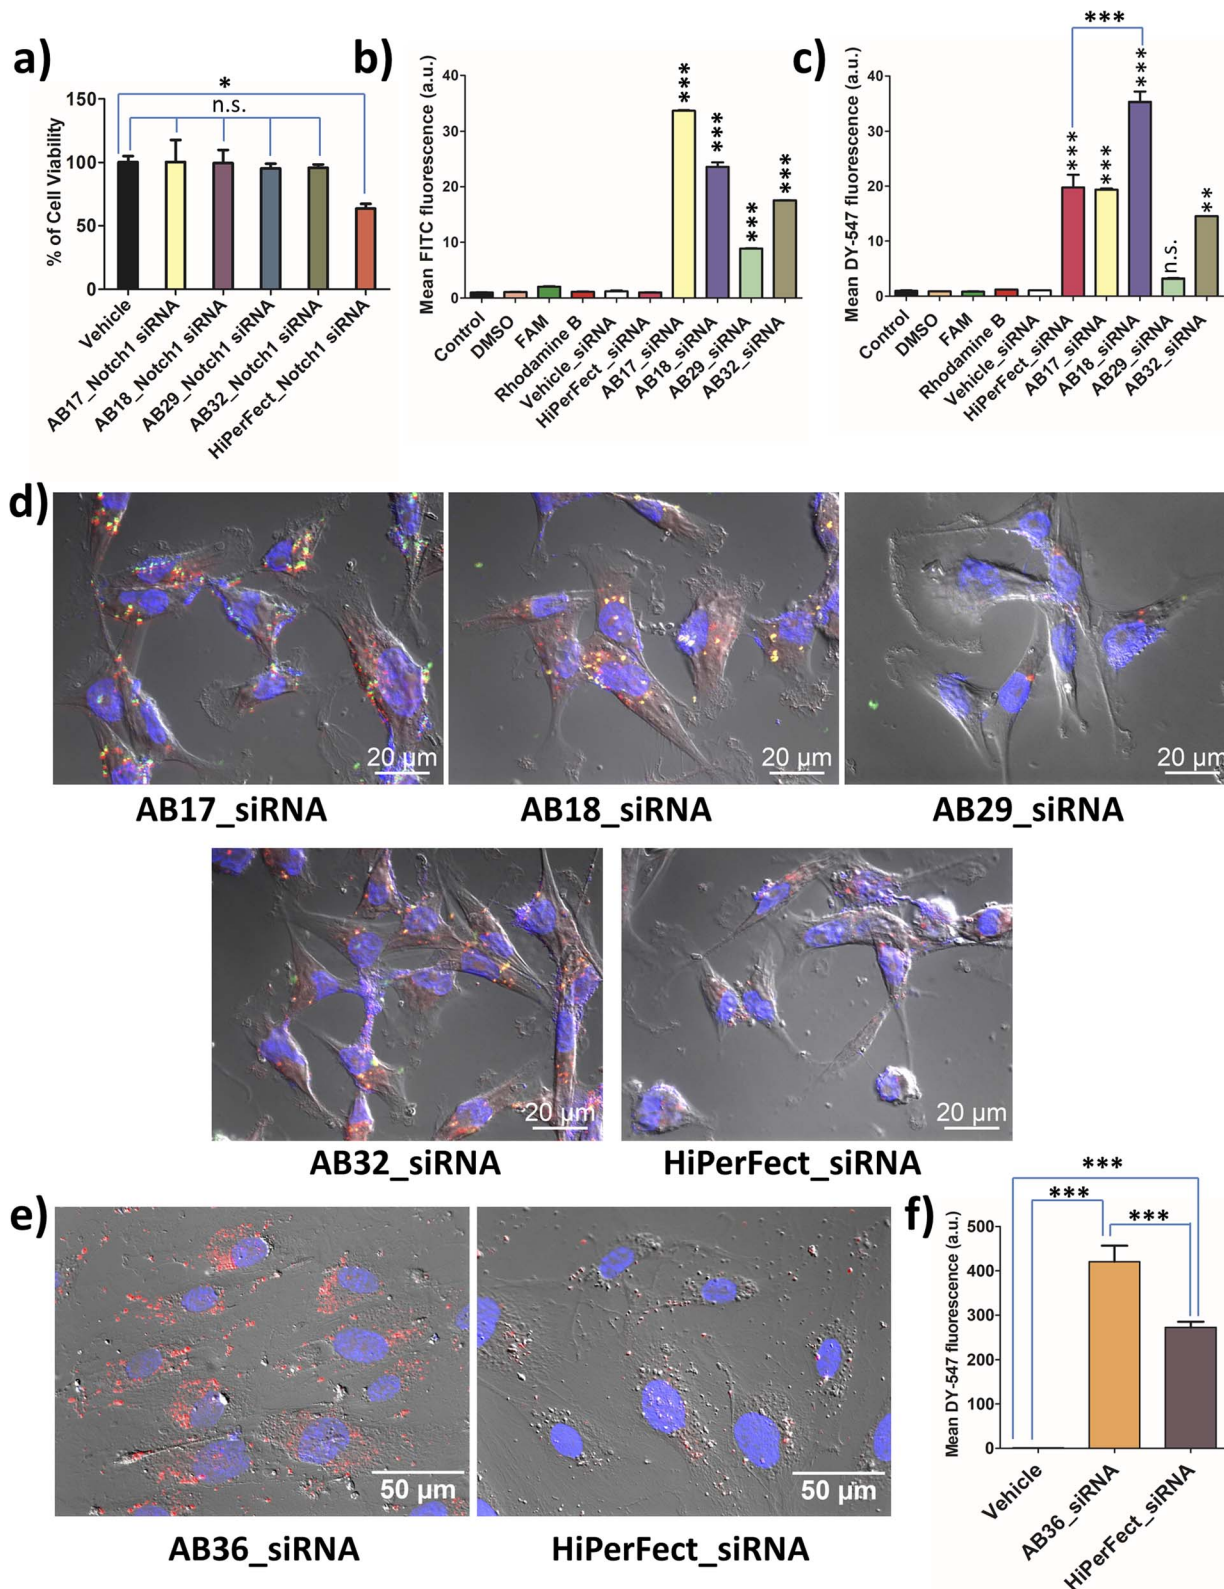 a)
*
n.s.
150
100
50
0
% of Cell Viability
Vehicle
AB17_Notch1 siRNA
AB18_Notch1 siRNA
AB29_Notch1 siRNA
AB32_Notch1 siRNA
HiPerFect_Notch1 siRNA
b)
40
30
20
10
0
Mean FITC fluorescence (a.u.)
***
***
***
***
Control
DMSO
FAM
Rhodamine B
Vehicle_siRNA
HiPerFect_siRNA
AB17_siRNA
AB18_siRNA
AB29_siRNA
AB32_siRNA
c)
***
40
30
20
10
0
Mean DY-547 fluorescence (a.u.)
***
***
***
n.s.
**
Control
DMSO
FAM
Rhodamine B
Vehicle_siRNA
HiPerFect_siRNA
AB17_siRNA
AB18_siRNA
AB29_siRNA
AB32_siRNA
d)
20 µm
20 µm
20 µm
AB17_siRNA
AB18_siRNA
AB29_siRNA
20 µm
20 µm
AB32_siRNA
HiPerFect_siRNA
e)
50 µm
50 µm
AB36_siRNA
HiPerFect_siRNA
f)
***
***
***
500
400
300
200
100
0
Mean DY-547 fluorescence (a.u.)
Vehicle
AB36_siRNA
HiPerFect_siRNA